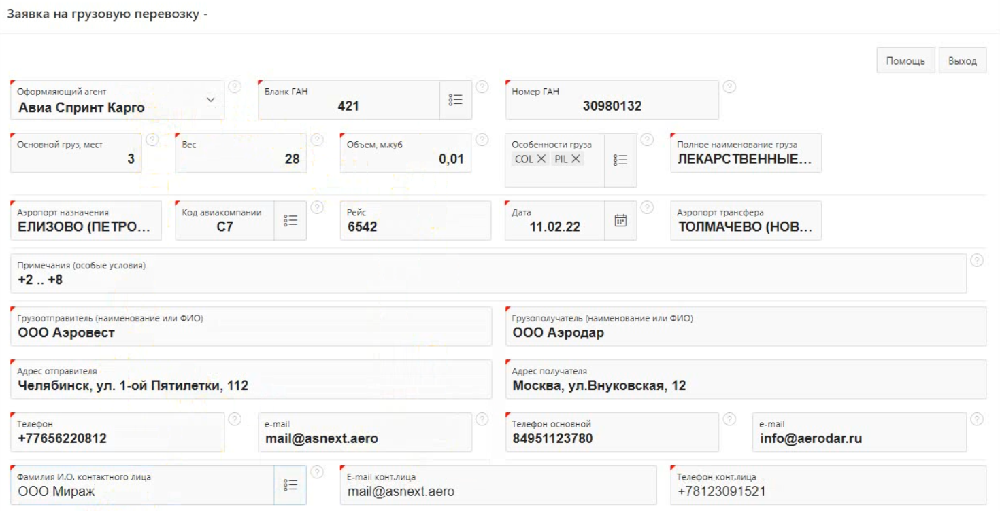 Заявка на грузовую перевозку -
Помощь Выход
Оформляющий агент
Авиа Спринт Карго
Бланк ГАН
421
Номер ГАН
30980132
Основной груз, мест
3
Вес
28
Объем, м.куб
0,01
Особенности груза
COL PIL
Полное наименование груза
ЛЕКАРСТВЕННЫЕ...
Аэропорт назначения
ЕЛИЗОВО (ПЕТРО...
Код авиакомпании
С7
Рейс
6542
Дата
11.02.22
Аэропорт трансфера
ТОЛМАЧЕВО (НОВ...
Примечания (особые условия)
+2 .. +8
Грузоотправитель (наименование или ФИО)
ООО Аэровест
Грузополучатель (наименование или ФИО)
ООО Аэродар
Адрес отправителя
Челябинск, ул. 1-ой Пятилетки, 112
Адрес получателя
Москва, ул.Внуковская, 12
Телефон
+77656220812
e-mail
mail@asnext.aero
Телефон основной
84951123780
e-mail
info@aerodar.ru
Фамилия И.О. контактного лица
ООО Мираж
E-mail конт.лица
mail@asnext.aero
Телефон конт.лица
+78123091521